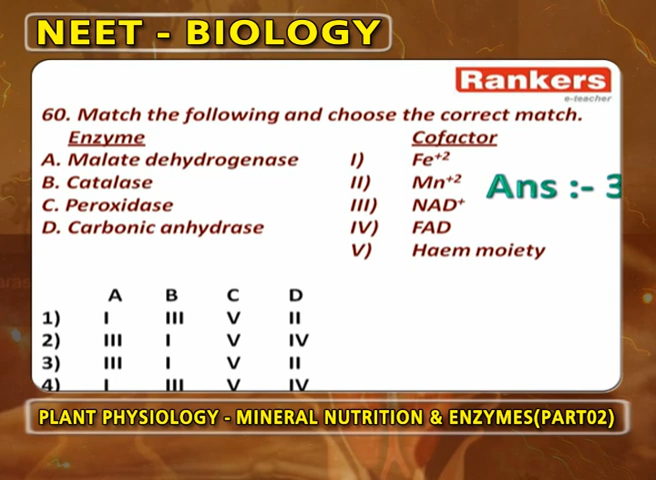 NEET - BIOLOGY
Rankers
e-teacher
60. Match the following and choose the correct match.
Enzyme Cofactor
A. Malate dehydrogenase I) Fe⁺²
B. Catalase II) Mn⁺²
C. Peroxidase III) NAD⁺
D. Carbonic anhydrase IV) FAD
V) Haem moiety
Ans :- 3
A B C D
1) I III V II
2) III I V IV
3) III I V II
4) I III V IV
PLANT PHYSIOLOGY - MINERAL NUTRITION & ENZYMES(PART02)